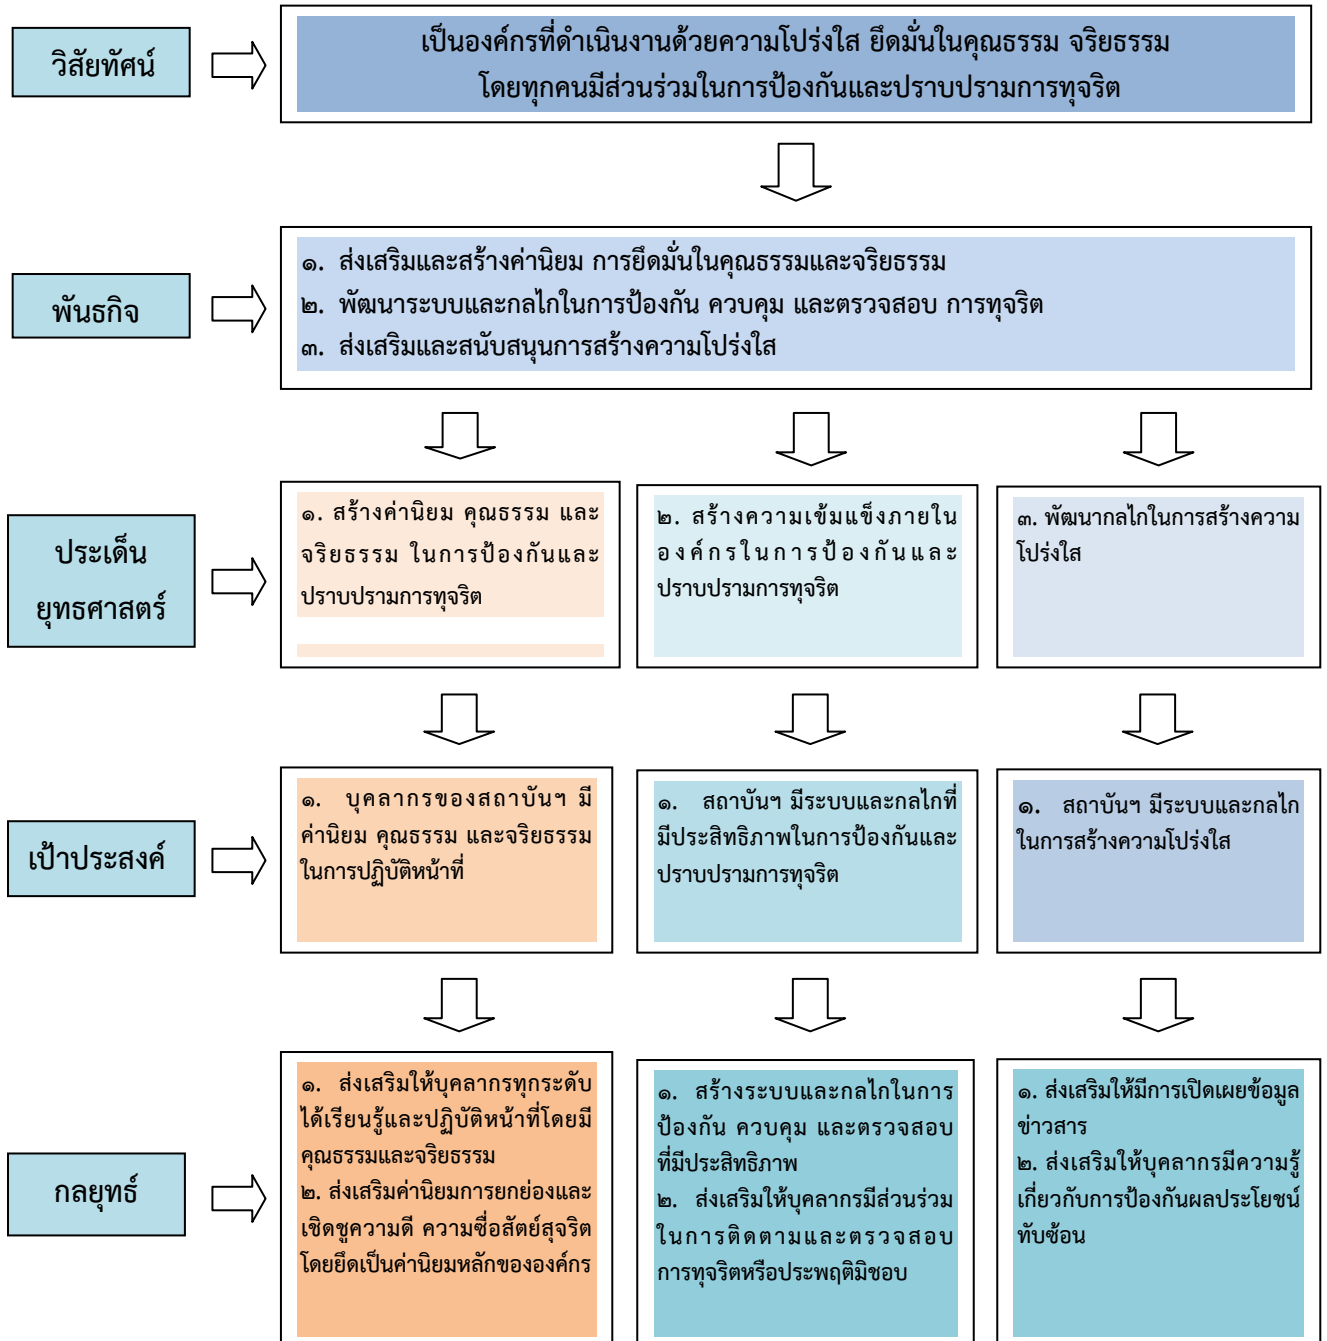 วิสัยทัศน์
เป็นองค์กรที่ดำเนินงานด้วยความโปร่งใส ยึดมั่นในคุณธรรม จริยธรรม
โดยทุกคนมีส่วนร่วมในการป้องกันและปราบปรามการทุจริต
พันธกิจ
๑. ส่งเสริมและสร้างค่านิยม การยึดมั่นในคุณธรรมและจริยธรรม
๒. พัฒนาระบบและกลไกในการป้องกัน ควบคุม และตรวจสอบ การทุจริต
๓. ส่งเสริมและสนับสนุนการสร้างความโปร่งใส
ประเด็น
ยุทธศาสตร์
๑. สร้างค่านิยม คุณธรรม และ
จริยธรรม ในการป้องกันและ
ปราบปรามการทุจริต
๒. สร้างความเข้มแข็งภายใน
องค์กรในการป้องกันและ
ปราบปรามการทุจริต
๓. พัฒนากลไกในการสร้างความ
โปร่งใส
เป้าประสงค์
๑. บุคลากรของสถาบันฯ มี
ค่านิยม คุณธรรม และจริยธรรม
ในการปฏิบัติหน้าที่
๑. สถาบันฯ มีระบบและกลไกที่
มีประสิทธิภาพในการป้องกันและ
ปราบปรามการทุจริต
๑. สถาบันฯ มีระบบและกลไก
ในการสร้างความโปร่งใส
กลยุทธ์
๑. ส่งเสริมให้บุคลากรทุกระดับ
ได้เรียนรู้และปฏิบัติหน้าที่โดยมี
คุณธรรมและจริยธรรม
๒. ส่งเสริมค่านิยมการยกย่องและ
เชิดชูความดี ความซื่อสัตย์สุจริต
โดยยึดเป็นค่านิยมหลักขององค์กร
๑. สร้างระบบและกลไกในการ
ป้องกัน ควบคุม และตรวจสอบ
ที่มีประสิทธิภาพ
๒. ส่งเสริมให้บุคลากรมีส่วนร่วม
ในการติดตามและตรวจสอบ
การทุจริตหรือประพฤติมิชอบ
๑. ส่งเสริมให้มีการเปิดเผยข้อมูล
ข่าวสาร
๒. ส่งเสริมให้บุคลากรมีความรู้
เกี่ยวกับการป้องกันผลประโยชน์
ทับซ้อน